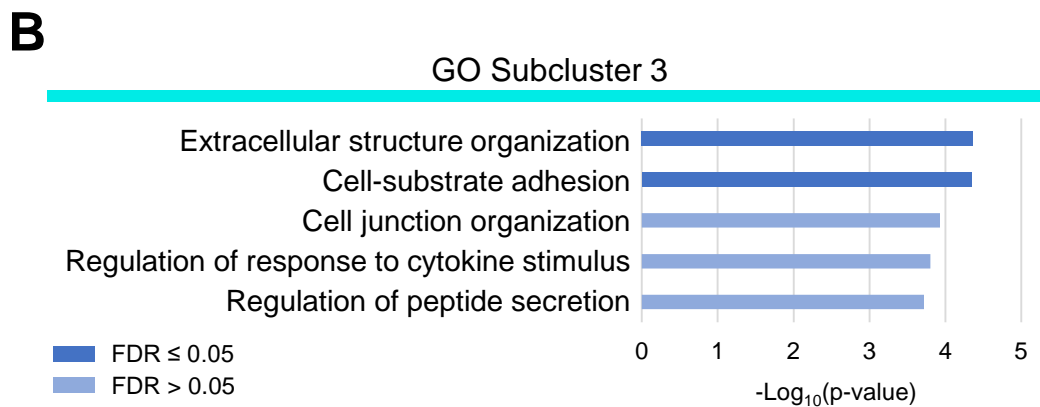 B
GO Subcluster 3
Extracellular structure organization
Cell-substrate adhesion
Cell junction organization
Regulation of response to cytokine stimulus
Regulation of peptide secretion
FDR ≤ 0.05
FDR > 0.05
0 1 2 3 4 5
-Log₁₀(p-value)